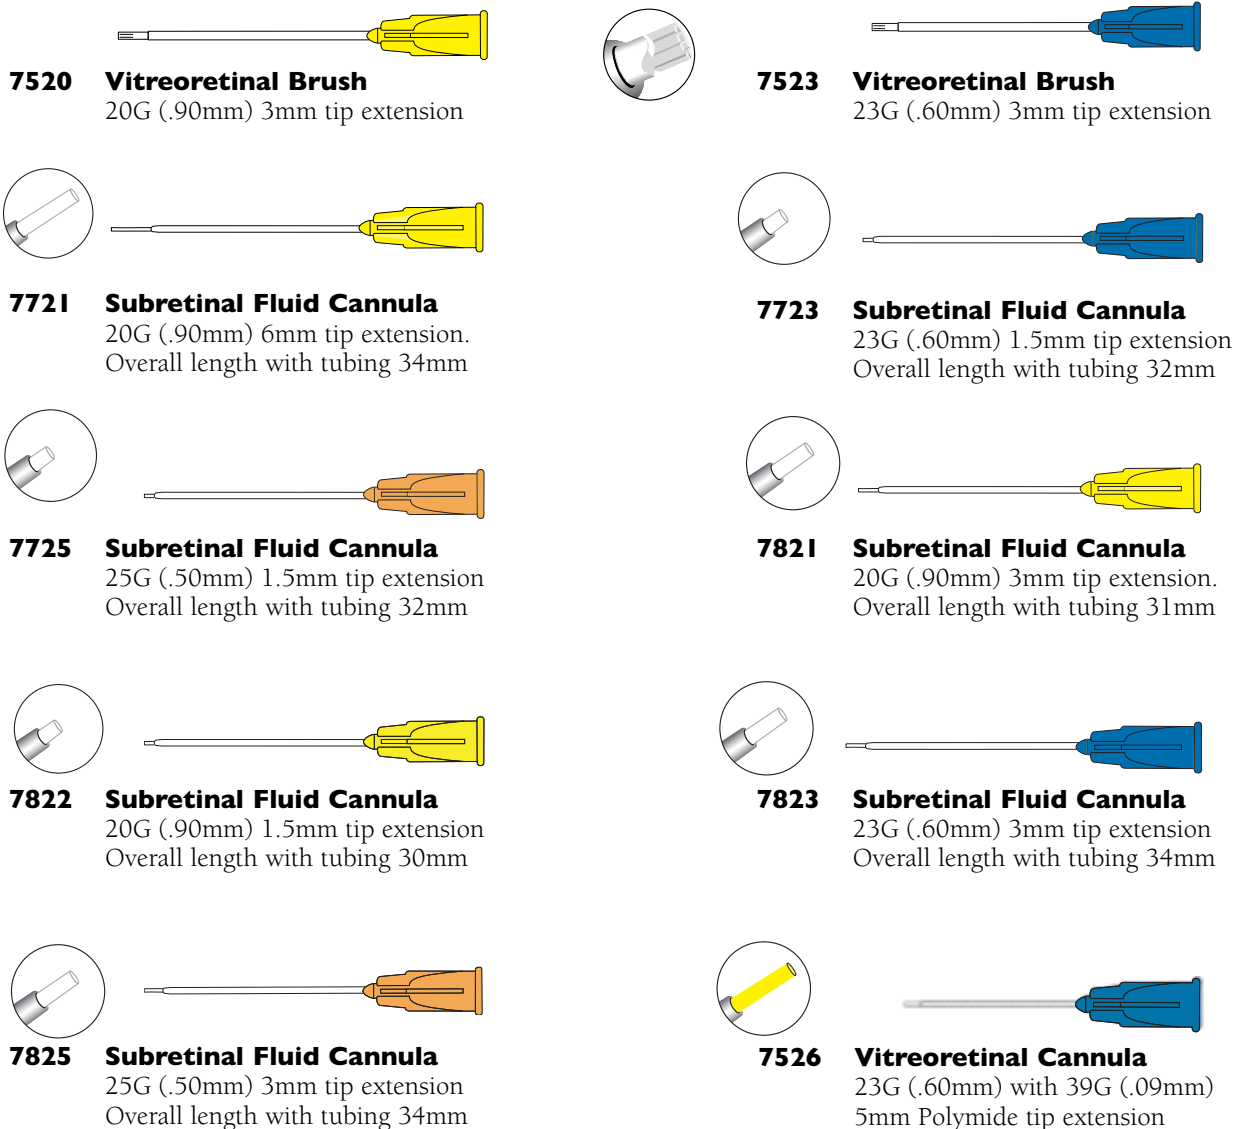 7520 Vitreoretinal Brush
20G (.90mm) 3mm tip extension
7523 Vitreoretinal Brush
23G (.60mm) 3mm tip extension
7721 Subretinal Fluid Cannula
20G (.90mm) 6mm tip extension.
Overall length with tubing 34mm
7723 Subretinal Fluid Cannula
23G (.60mm) 1.5mm tip extension
Overall length with tubing 32mm
7725 Subretinal Fluid Cannula
25G (.50mm) 1.5mm tip extension
Overall length with tubing 32mm
7821 Subretinal Fluid Cannula
20G (.90mm) 3mm tip extension.
Overall length with tubing 31mm
7822 Subretinal Fluid Cannula
20G (.90mm) 1.5mm tip extension
Overall length with tubing 30mm
7823 Subretinal Fluid Cannula
23G (.60mm) 3mm tip extension
Overall length with tubing 34mm
7825 Subretinal Fluid Cannula
25G (.50mm) 3mm tip extension
Overall length with tubing 34mm
7526 Vitreoretinal Cannula
23G (.60mm) with 39G (.09mm)
5mm Polymide tip extension